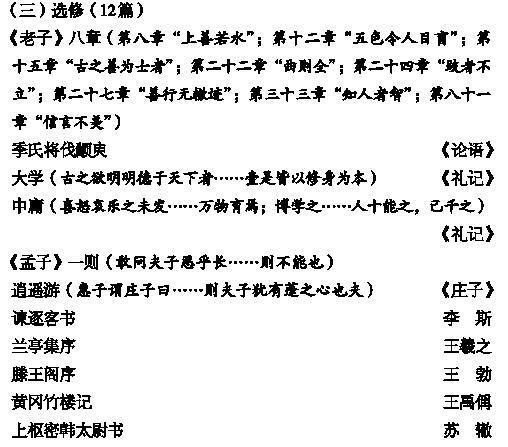 （三）选修（12篇）
《老子》八章（第八章“上善若水”；第十二章“五色令人目盲”；第
十五章“古之善为士者”；第二十二章“曲则全”；第二十四章“跂者不
立”；第二十七章“善行无辙迹”；第三十三章“知人者智”；第八十一
章“信言不美”）
季氏将伐颛臾 《论语》
大学（古之欲明明德于天下者……壹是皆以修身为本） 《礼记》
中庸（喜怒哀乐之未发……万物育焉；博学之……人十能之，己千之）
《礼记》
《孟子》一则（敢问夫子恶乎长……则不能也）
逍遥游（惠子谓庄子曰……则夫子犹有蓬之心也夫） 《庄子》
谏逐客书 李 斯
兰亭集序 王羲之
滕王阁序 王 勃
黄冈竹楼记 王禹偁
上枢密韩太尉书 苏 辙